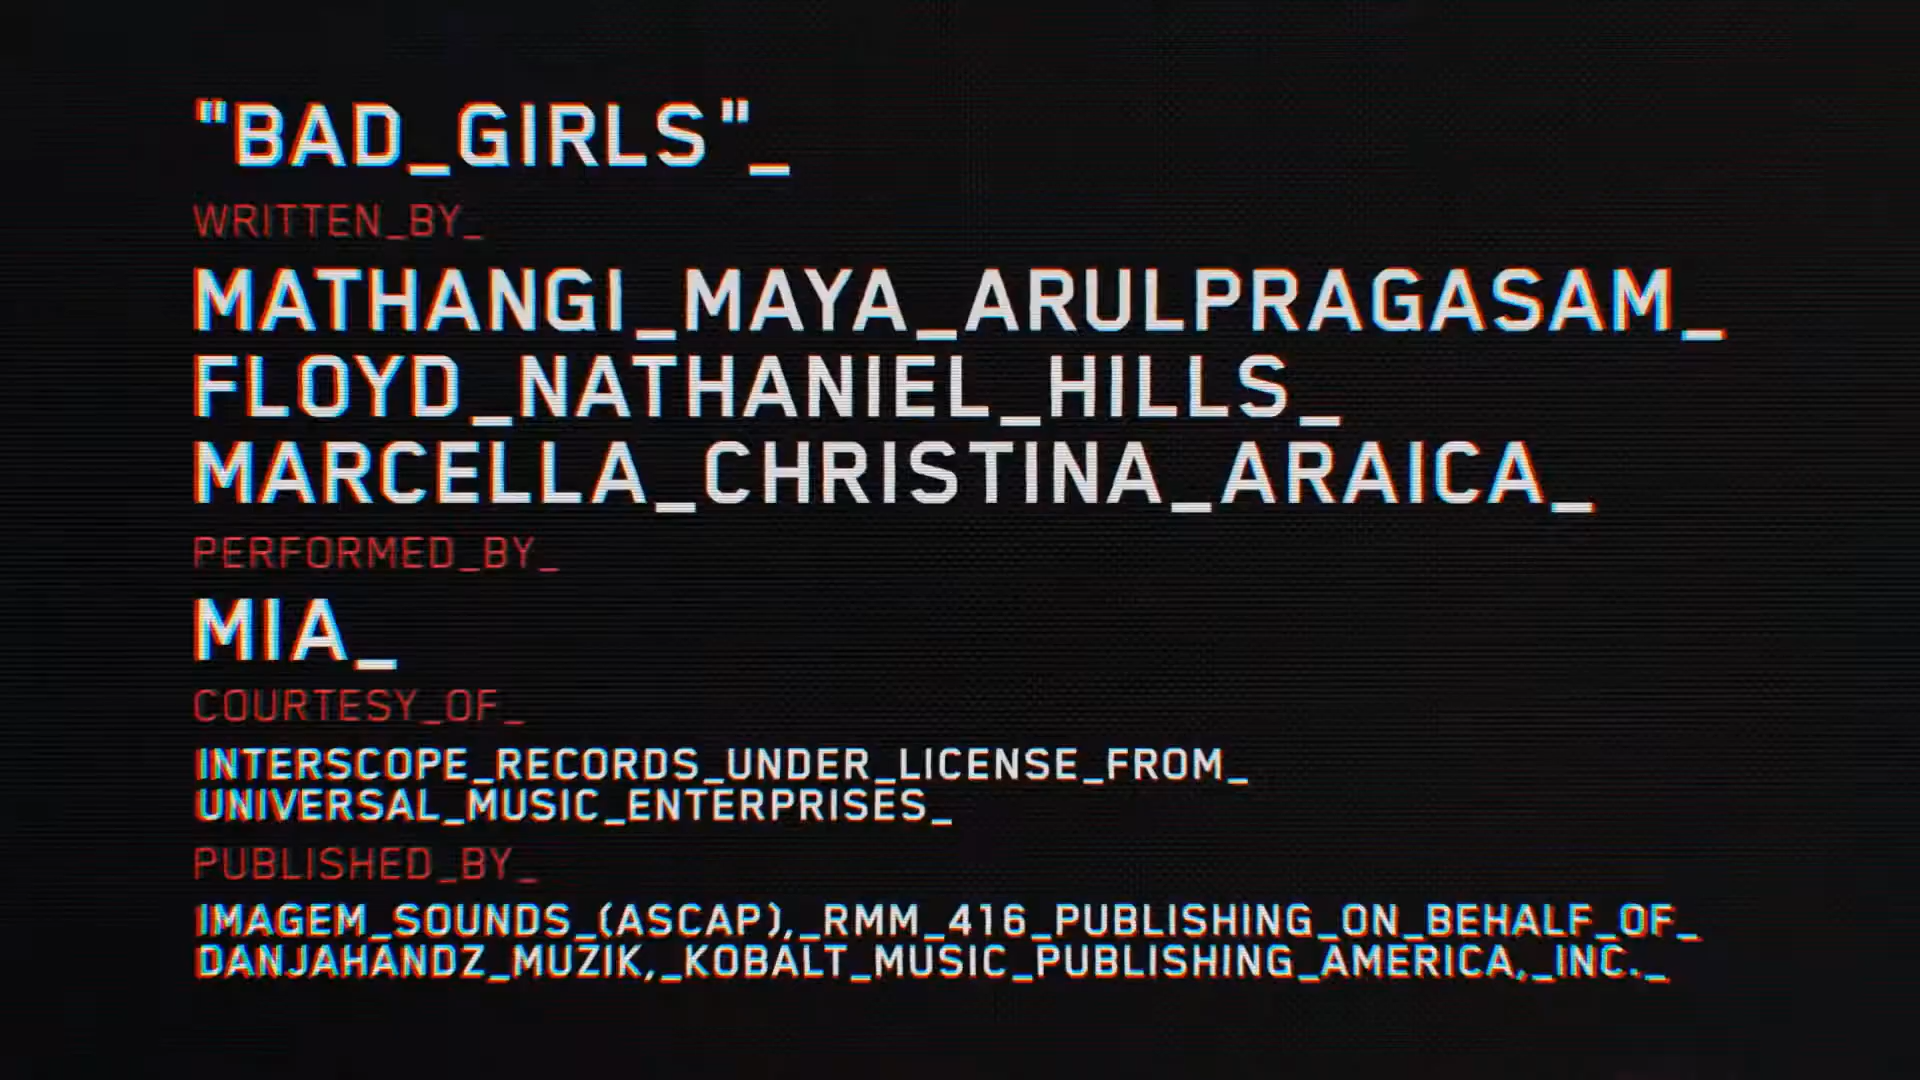 "BAD_GIRLS"_
WRITTEN_BY_
MATHANGI_MAYA_ARULPRAGASAM_
FLOYD_NATHANIEL_HILLS_
MARCELLA_CHRISTINA_ARAICA_
PERFORMED_BY_
MIA_
COURTESY_OF_
INTERSCOPE_RECORDS_UNDER_LICENSE_FROM_
UNIVERSAL_MUSIC_ENTERPRISES_
PUBLISHED_BY_
IMAGEM_SOUNDS_(ASCAP),_RMM_416_PUBLISHING_ON_BEHALF_OF_
DANJAHANDZ_MUZIK,_KOBALT_MUSIC_PUBLISHING_AMERICA,_INC._